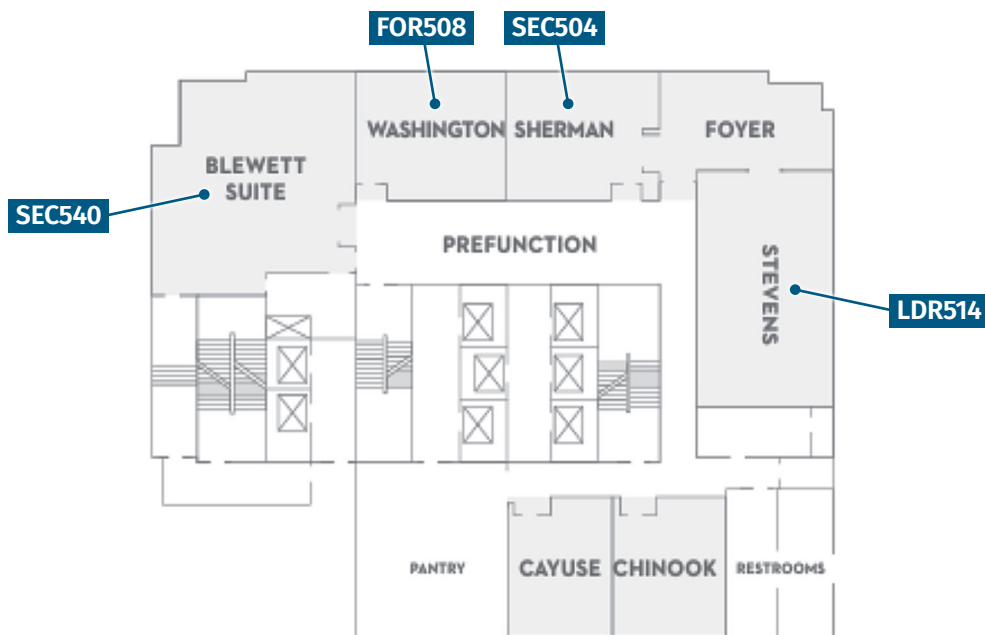 FOR508
SEC504
WASHINGTON
SHERMAN
FOYER
BLEWETT
SUITE
SEC540
PREFUNCTION
STEVENS
LDR514
PANTRY
CAYUSE
CHINOOK
RESTROOMS